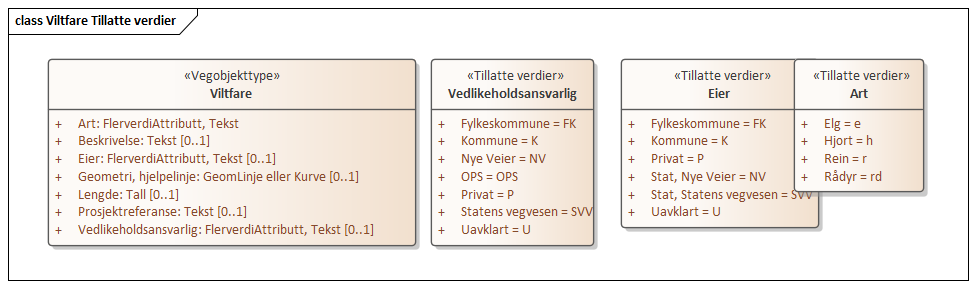 class Viltfare Tillatte verdier
«Vegobjekttype»
Viltfare
+ Art: FlerverdiAttributt, Tekst
+ Beskrivelse: Tekst [0..1]
+ Eier: FlerverdiAttributt, Tekst [0..1]
+ Geometri, hjelpelinje: GeomLinje eller Kurve [0..1]
+ Lengde: Tall [0..1]
+ Prosjektreferanse: Tekst [0..1]
+ Vedlikeholdsansvarlig: FlerverdiAttributt, Tekst [0..1]
«Tillatte verdier»
Vedlikeholdsansvarlig
+ Fylkeskommune = FK
+ Kommune = K
+ Nye Veier = NV
+ OPS = OPS
+ Privat = P
+ Statens vegvesen = SVV
+ Uavklart = U
«Tillatte verdier»
Eier
+ Fylkeskommune = FK
+ Kommune = K
+ Privat = P
+ Stat, Nye Veier = NV
+ Stat, Statens vegvesen = SVV
+ Uavklart = U
«Tillatte verdier»
Art
+ Elg = e
+ Hjort = h
+ Rein = r
+ Rådyr = rd